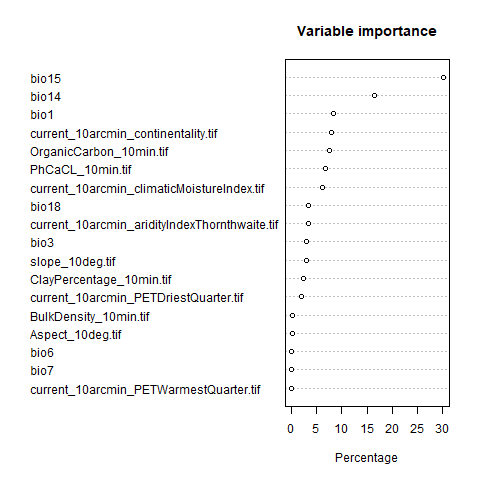 Variable importance
bio15
bio14
bio1
current_10arcmin_continentality.tif
OrganicCarbon_10min.tif
PhCaCL_10min.tif
current_10arcmin_climaticMoistureIndex.tif
bio18
current_10arcmin_aridityIndexThornthwaite.tif
bio3
slope_10deg.tif
ClayPercentage_10min.tif
current_10arcmin_PETDriestQuarter.tif
BulkDensity_10min.tif
Aspect_10deg.tif
bio6
bio7
current_10arcmin_PETWarmestQuarter.tif
0 5 10 15 20 25 30
Percentage